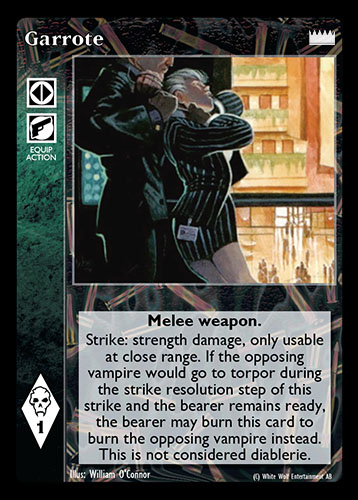 Garrote
EQUIP
ACTION
Melee weapon.
Strike: strength damage, only usable
at close range. If the opposing
vampire would go to torpor during
the strike resolution step of this
strike and the bearer remains ready,
the bearer may burn this card to
burn the opposing vampire instead.
This is not considered diablerie.
1
Illus: William O'Connor
(C) White Wolf Entertainment AB